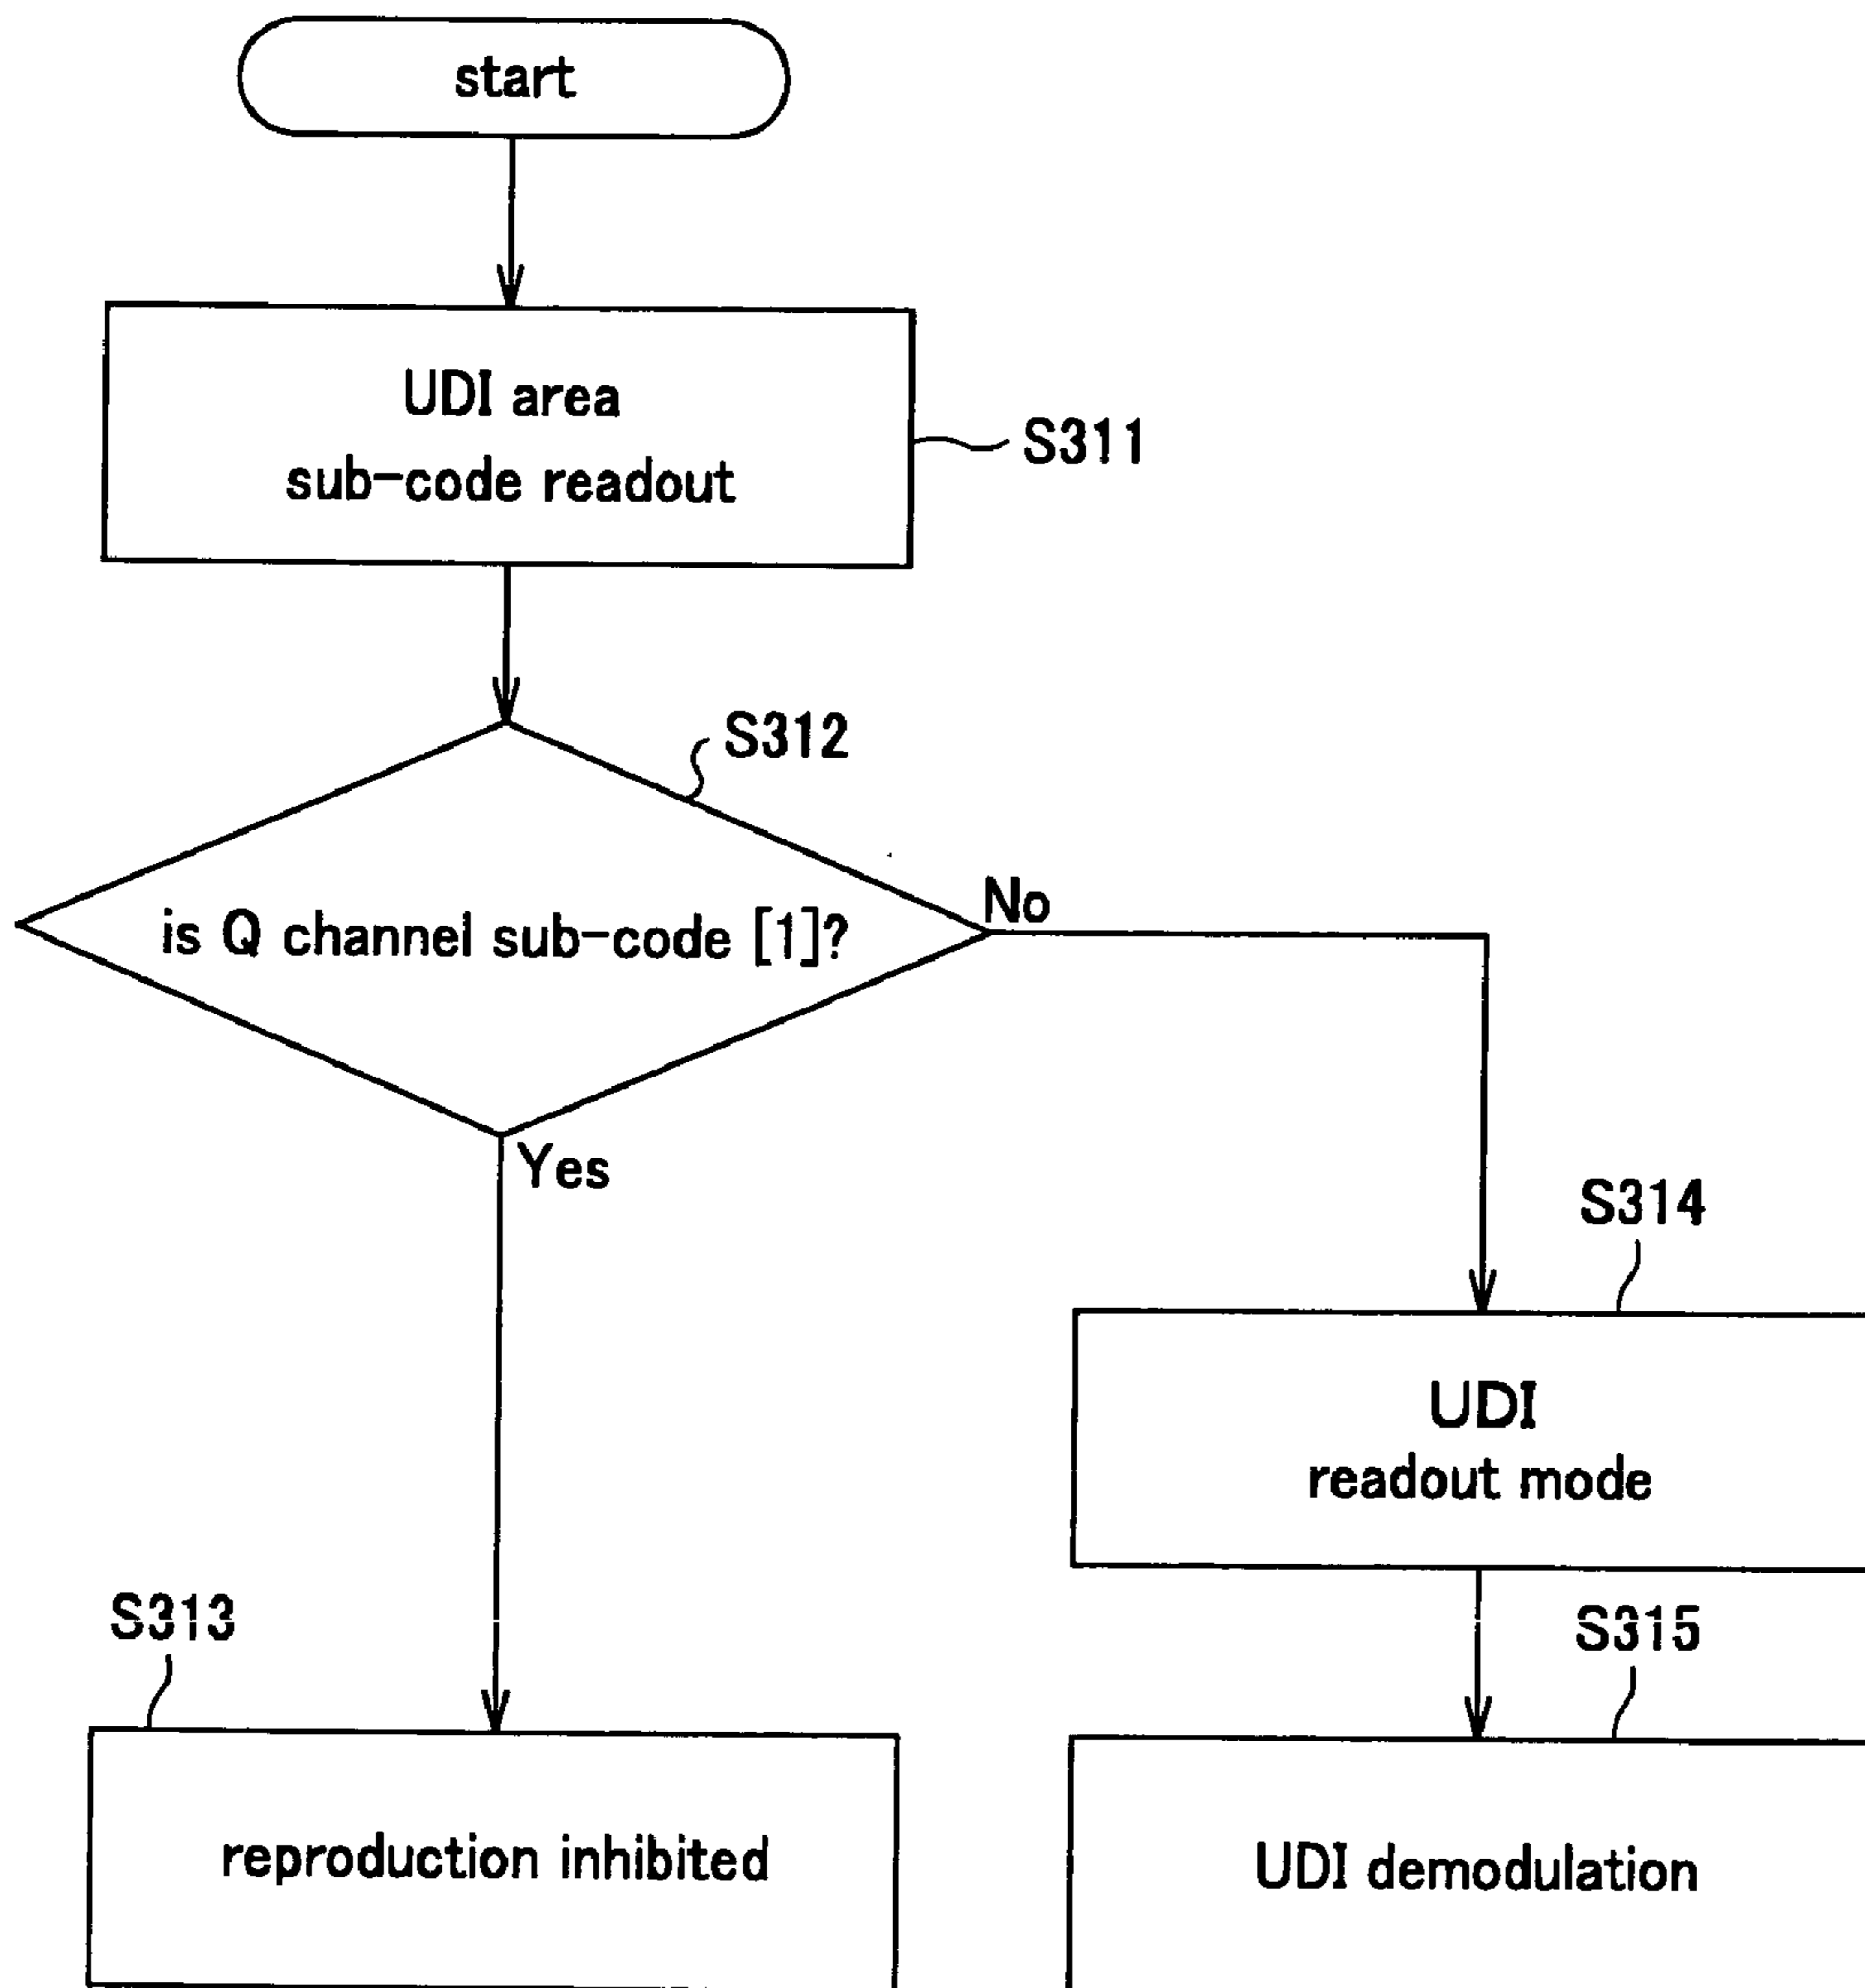 start
UDI area
sub-code readout
S311
S312
is Q channel sub-code [1]?
No
Yes
S314
UDI
readout mode
S313
S315
reproduction inhibited
UDI demodulation